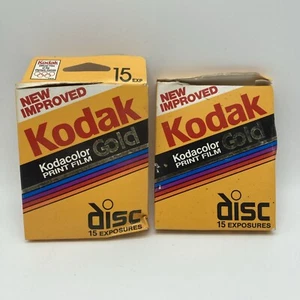 Kodak
15 EXP
NEW
IMPROVED
Kodak
Kodacolor Gold
PRINT FILM
disc
15 EXPOSURES
NEW
IMPROVED
Kodak
Kodacolor Gold
PRINT FILM
disc
15 EXPOSURES